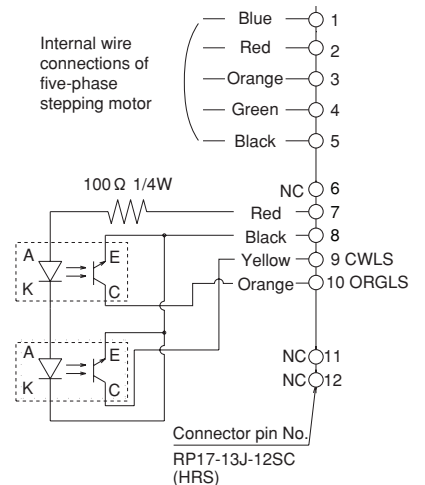 Internal wire
connections of
five-phase
stepping motor
Blue 1
Red 2
Orange 3
Green 4
Black 5
NC 6
100 Ω 1/4W
Red 7
Black 8
Yellow 9 CWLS
Orange 10 ORGLS
A E
K C
A E
K C
NC 11
NC 12
Connector pin No.
RP17-13J-12SC
(HRS)